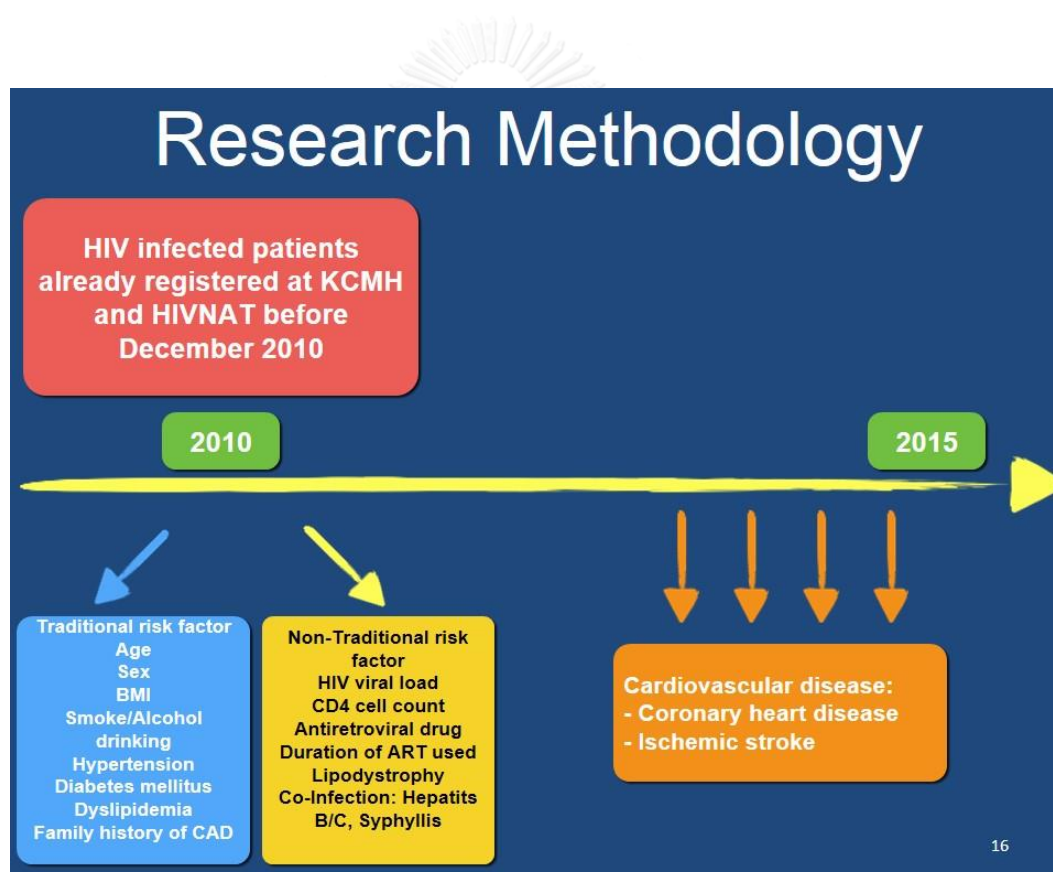 Research Methodology
HIV infected patients
already registered at KCMH
and HIVNAT before
December 2010
2010
2015
Traditional risk factor
Age
Sex
BMI
Smoke/Alcohol
drinking
Hypertension
Diabetes mellitus
Dyslipidemia
Family history of CAD
Non-Traditional risk
factor
HIV viral load
CD4 cell count
Antiretroviral drug
Duration of ART used
Lipodystrophy
Co-Infection: Hepatits
B/C, Syphyllis
Cardiovascular disease:
- Coronary heart disease
- Ischemic stroke
16